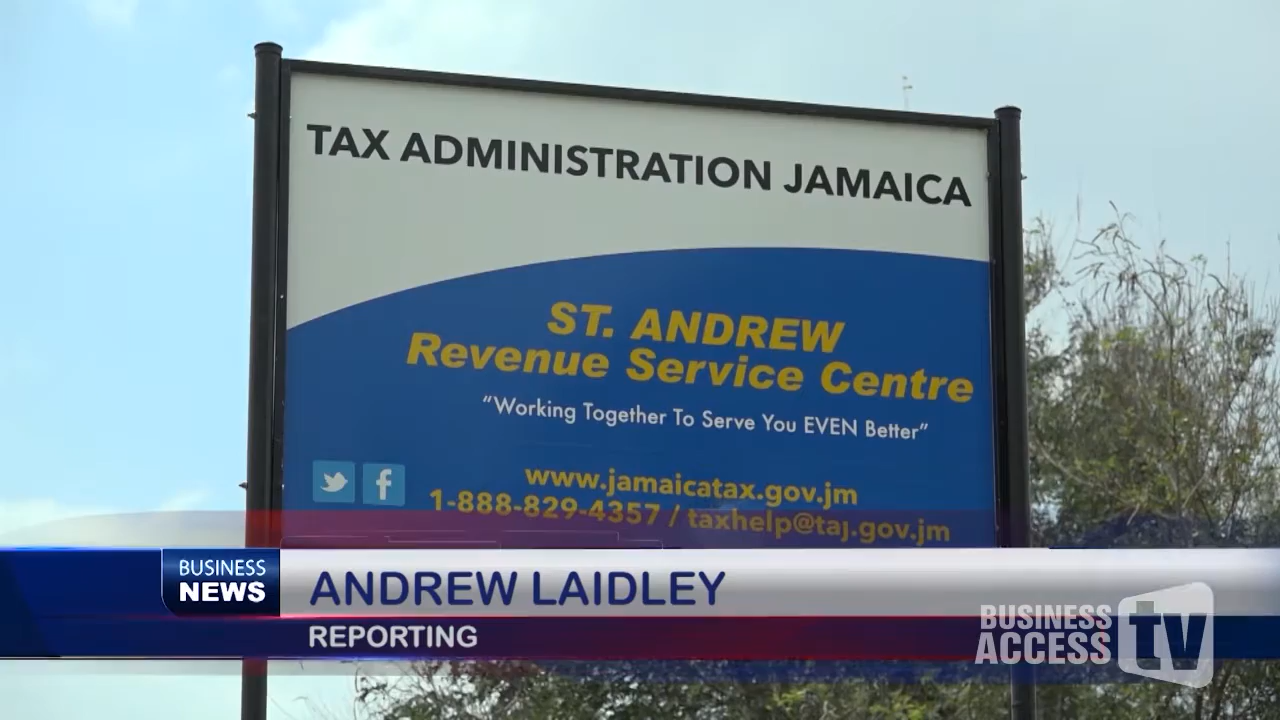 TAX ADMINISTRATION JAMAICA
ST. ANDREW
Revenue Service Centre
“Working Together To Serve You EVEN Better”
www.jamaicatax.gov.jm
1-888-829-4357 / taxhelp@taj.gov.jm
BUSINESS
NEWS
ANDREW LAIDLEY
REPORTING
BUSINESS
ACCESS
tv